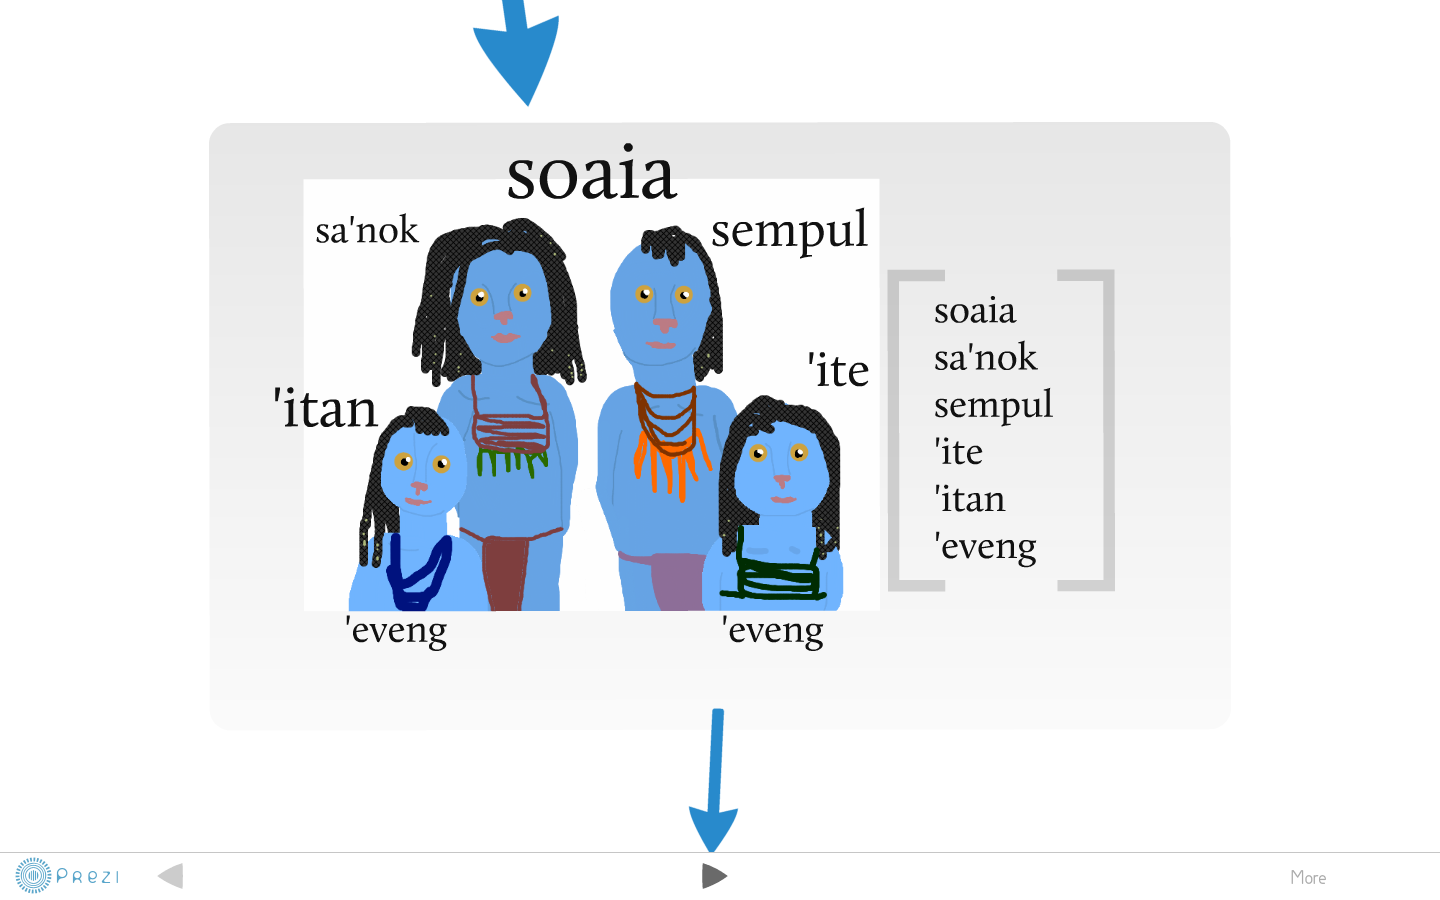 soaia
sa'nok
sempul
'ite
'itan
'eveng
'eveng
soaia
sa'nok
sempul
'ite
'itan
'eveng
Prezi
More